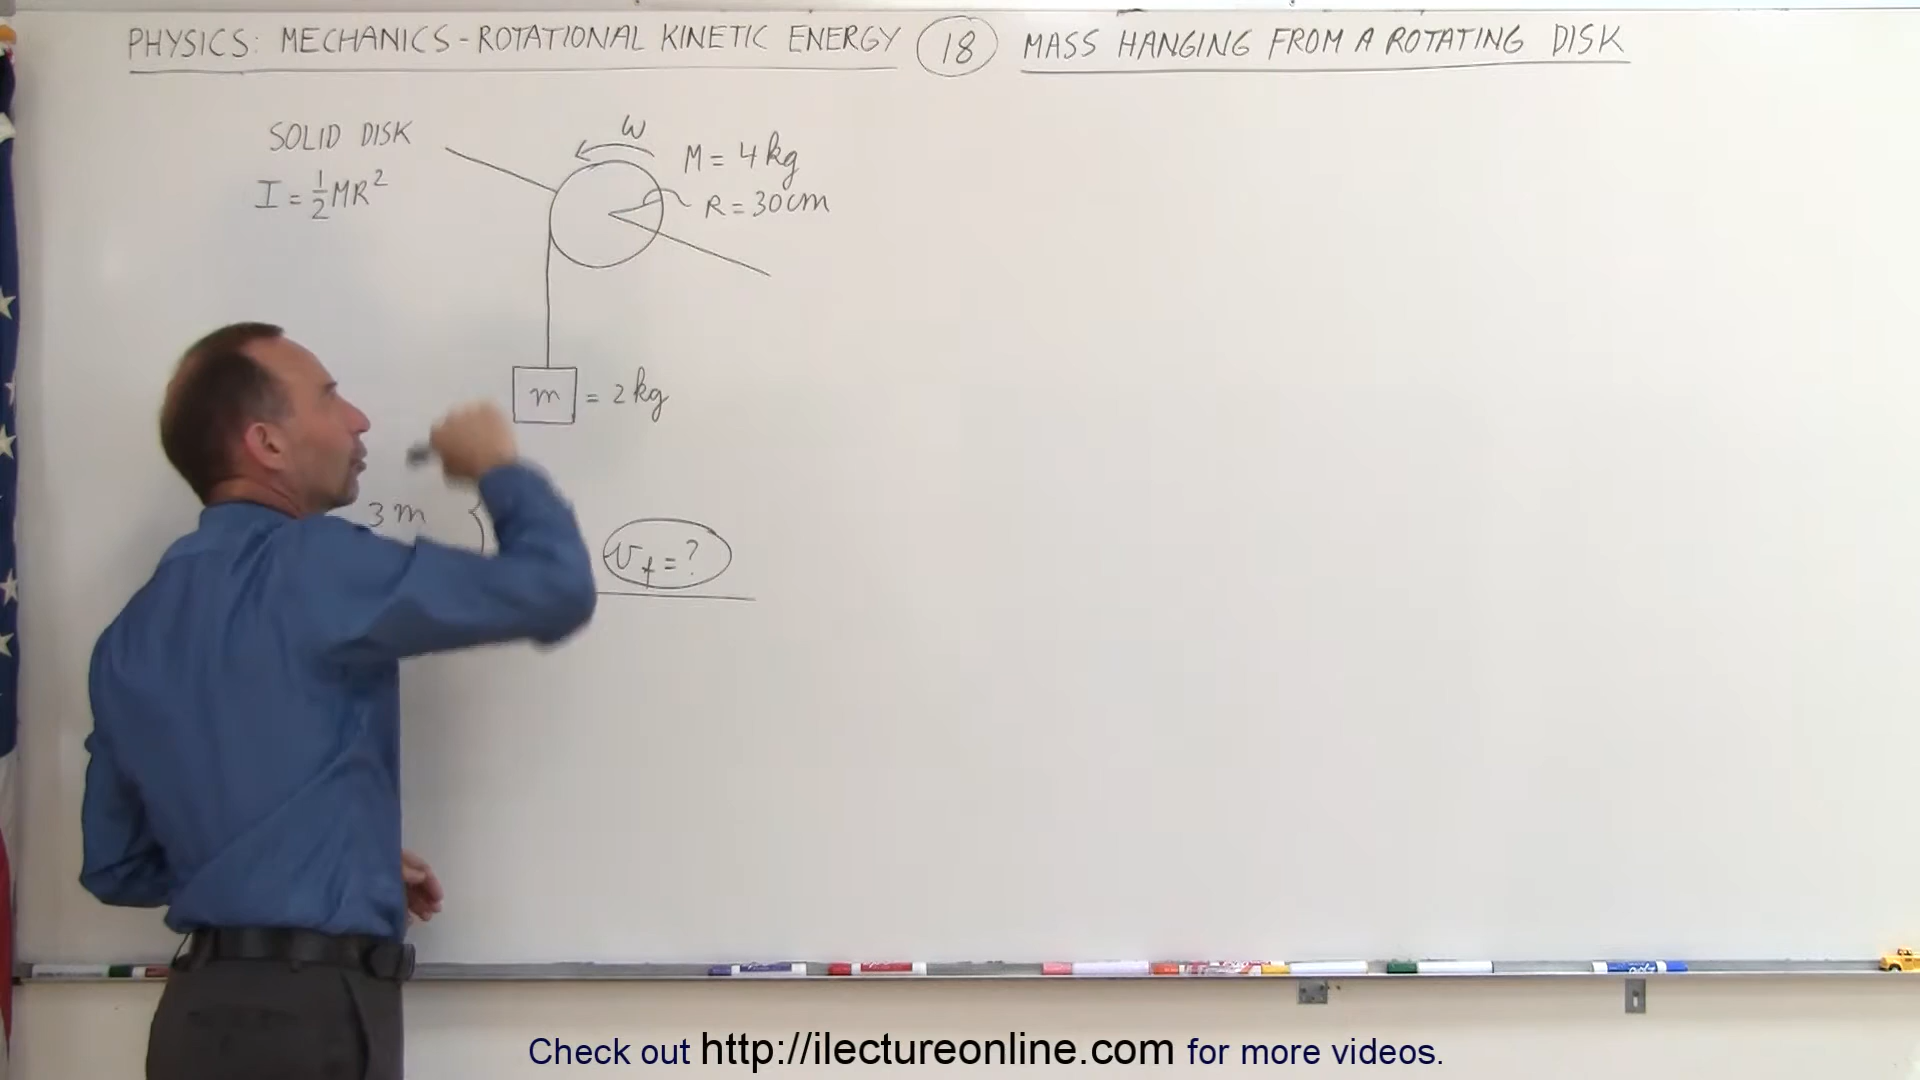 PHYSICS: MECHANICS - ROTATIONAL KINETIC ENERGY 18 MASS HANGING FROM A ROTATING DISK
SOLID DISK
I = 1/2 MR²
ω
M = 4 kg
R = 30 cm
m = 2 kg
3 m
v_f = ?
Check out http://ilectureonline.com for more videos.